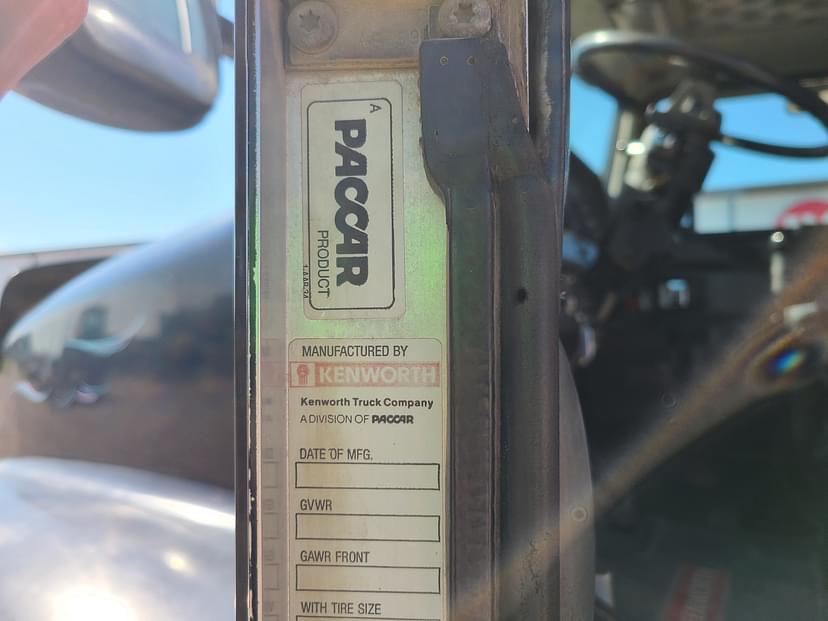 A
PACCAR
PRODUCT
MANUFACTURED BY
KENWORTH
Kenworth Truck Company
A DIVISION OF PACCAR
DATE OF MFG.
GVWR
GAWR FRONT
WITH TIRE SIZE